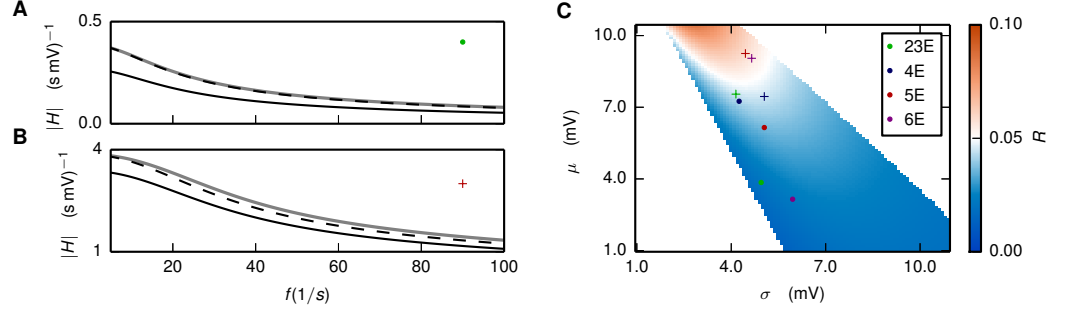 A
0.5
0.0
|H| (s mV)⁻¹
B
4
1
|H| (s mV)⁻¹
20 40 60 80 100
f(1/s)
C
10.0
7.0
4.0
1.0
μ (mV)
1.0 4.0 7.0 10.0
σ (mV)
23E
4E
5E
6E
0.10
0.05
0.00
R